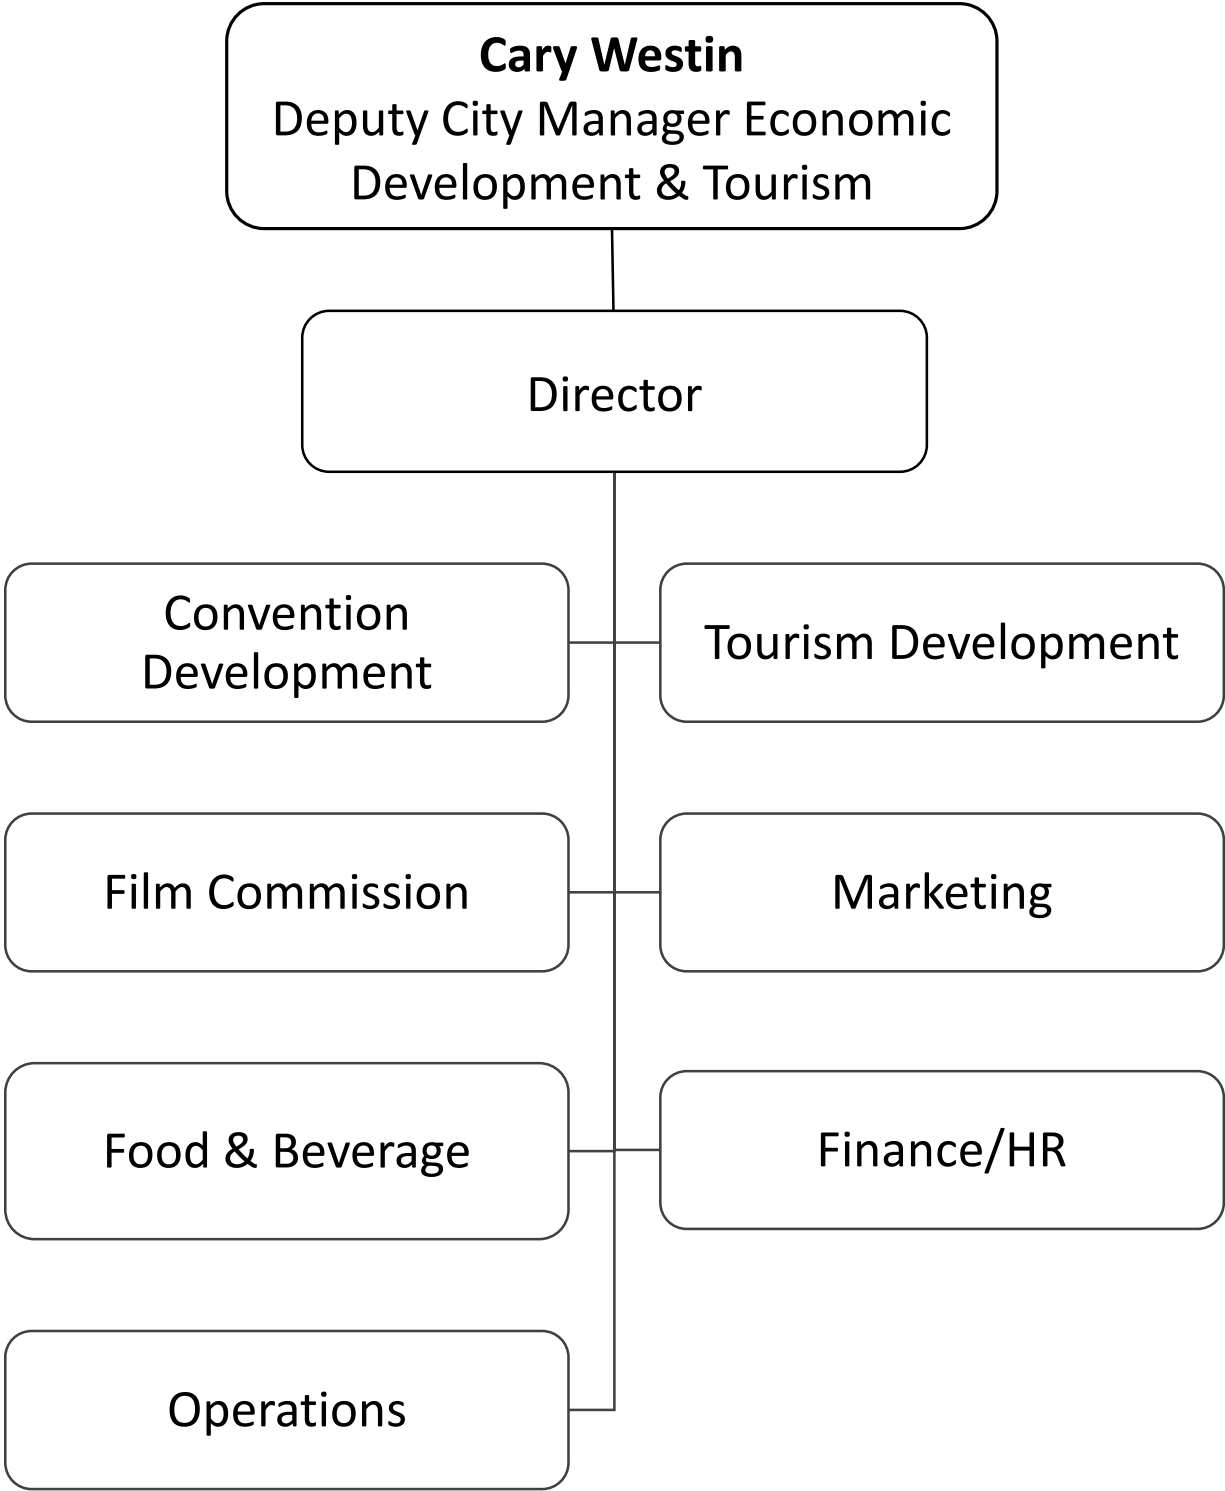 Cary Westin
Deputy City Manager Economic
Development & Tourism
Director
Convention
Development
Tourism Development
Film Commission
Marketing
Food & Beverage
Finance/HR
Operations